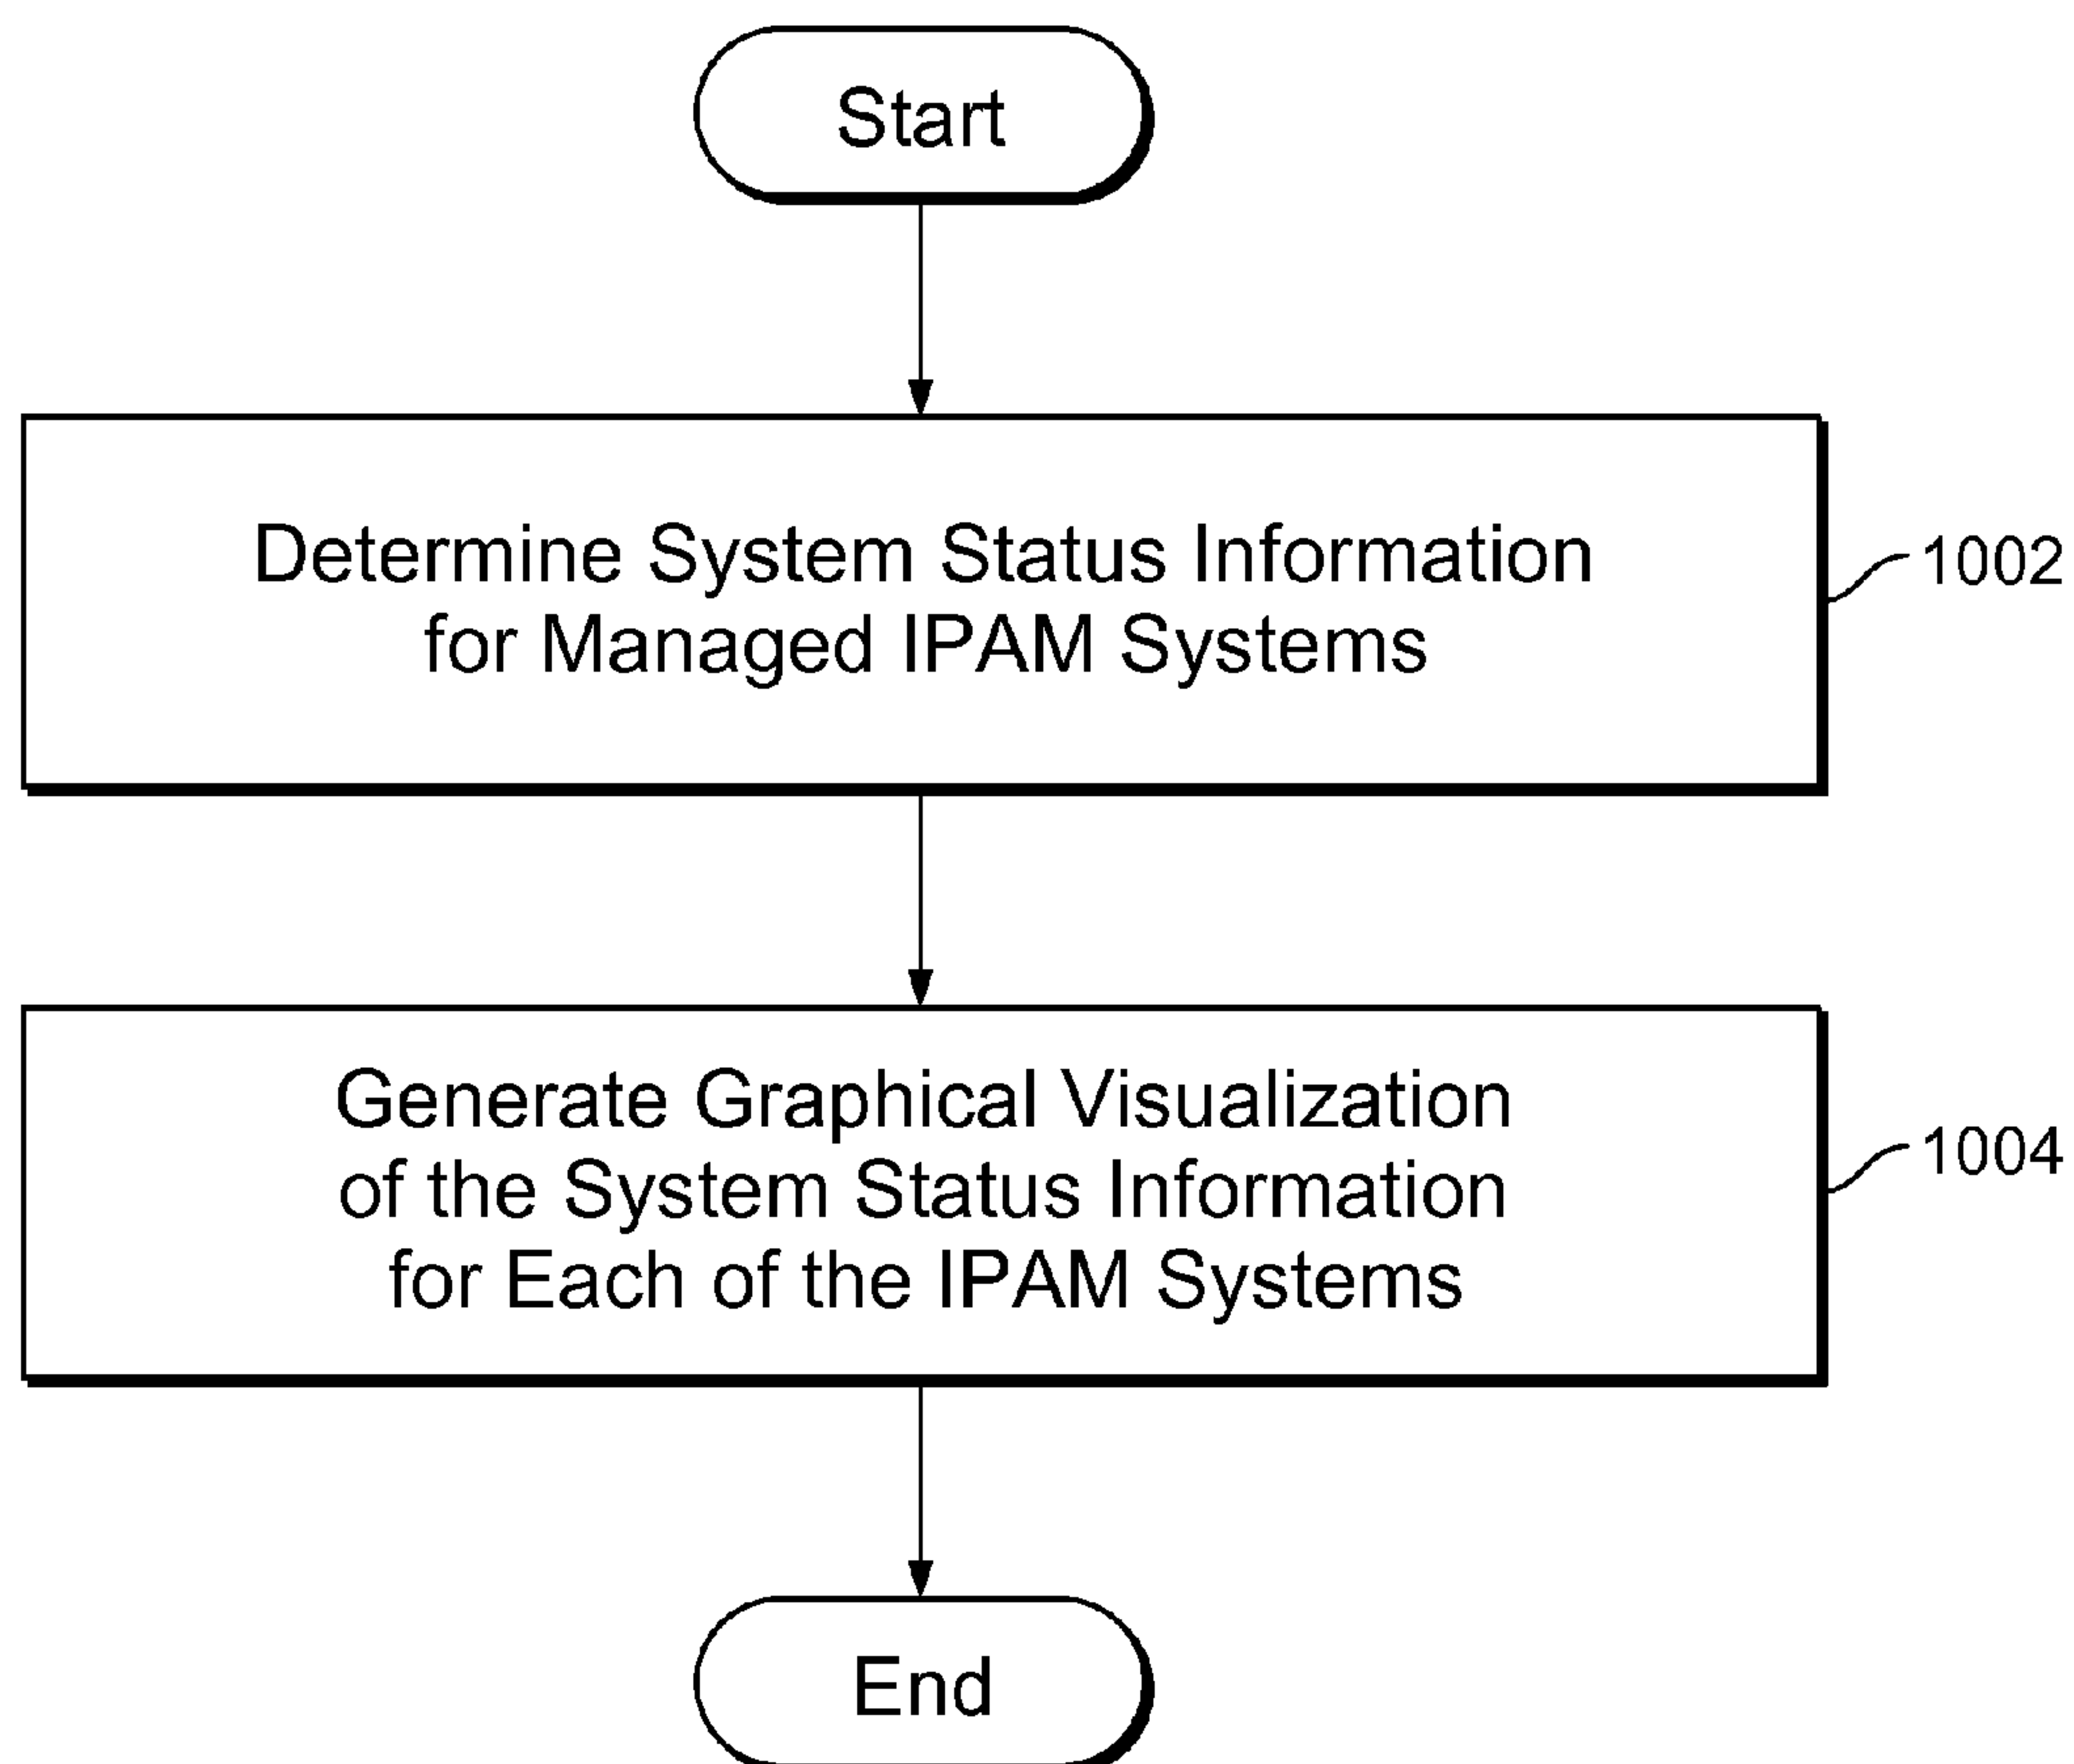 Start
Determine System Status Information
for Managed IPAM Systems
1002
Generate Graphical Visualization
of the System Status Information
for Each of the IPAM Systems
1004
End